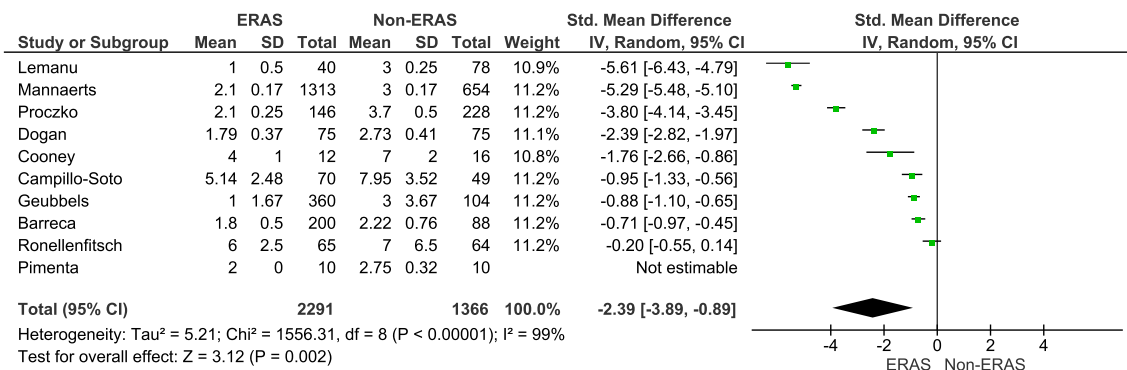 ERAS Non-ERAS Std. Mean Difference Std. Mean Difference
Study or Subgroup Mean SD Total Mean SD Total Weight IV, Random, 95% CI IV, Random, 95% CI
Lemanu 1 0.5 40 3 0.25 78 10.9% -5.61 [-6.43, -4.79]
Mannaerts 2.1 0.17 1313 3 0.17 654 11.2% -5.29 [-5.48, -5.10]
Proczko 2.1 0.25 146 3.7 0.5 228 11.2% -3.80 [-4.14, -3.45]
Dogan 1.79 0.37 75 2.73 0.41 75 11.1% -2.39 [-2.82, -1.97]
Cooney 4 1 12 7 2 16 10.8% -1.76 [-2.66, -0.86]
Campillo-Soto 5.14 2.48 70 7.95 3.52 49 11.2% -0.95 [-1.33, -0.56]
Geubbels 1 1.67 360 3 3.67 104 11.2% -0.88 [-1.10, -0.65]
Barreca 1.8 0.5 200 2.22 0.76 88 11.2% -0.71 [-0.97, -0.45]
Ronellenfitsch 6 2.5 65 7 6.5 64 11.2% -0.20 [-0.55, 0.14]
Pimenta 2 0 10 2.75 0.32 10 Not estimable
Total (95% CI) 2291 1366 100.0% -2.39 [-3.89, -0.89]
Heterogeneity: Tau² = 5.21; Chi² = 1556.31, df = 8 (P < 0.00001); I² = 99%
Test for overall effect: Z = 3.12 (P = 0.002)
-4 -2 0 2 4
ERAS Non-ERAS